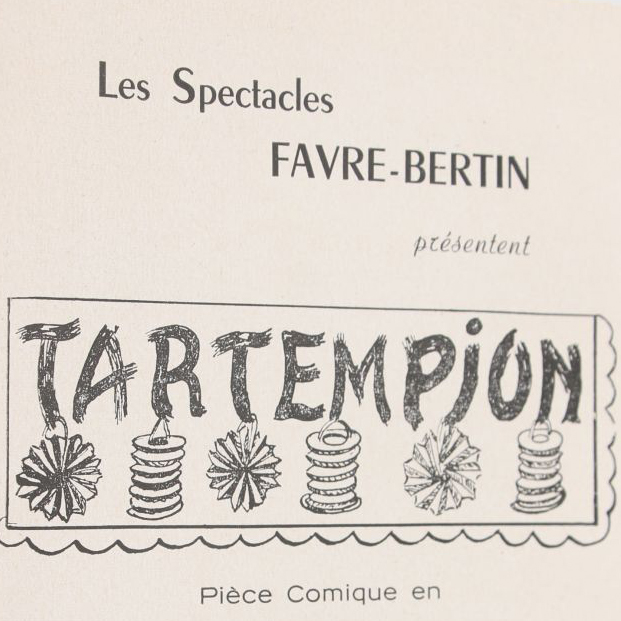 Les Spectacles
FAVRE-BERTIN
présentent
TARTEMPiON
Pièce Comique en